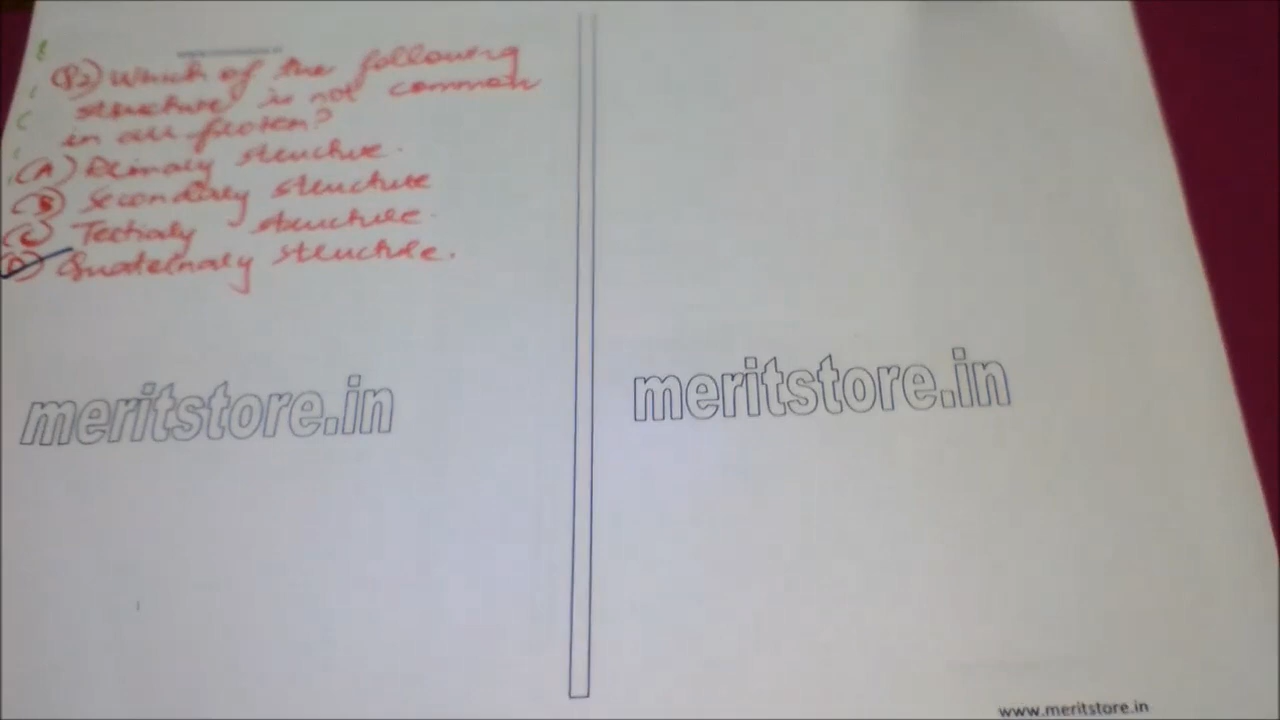 Q2) Which of the following
structure is not common
in all protein?
(A) Primary structure.
(B) Secondary structure
(C) Tertiary structure.
(D) Quaternary structure.
meritstore.in
meritstore.in
www.meritstore.in